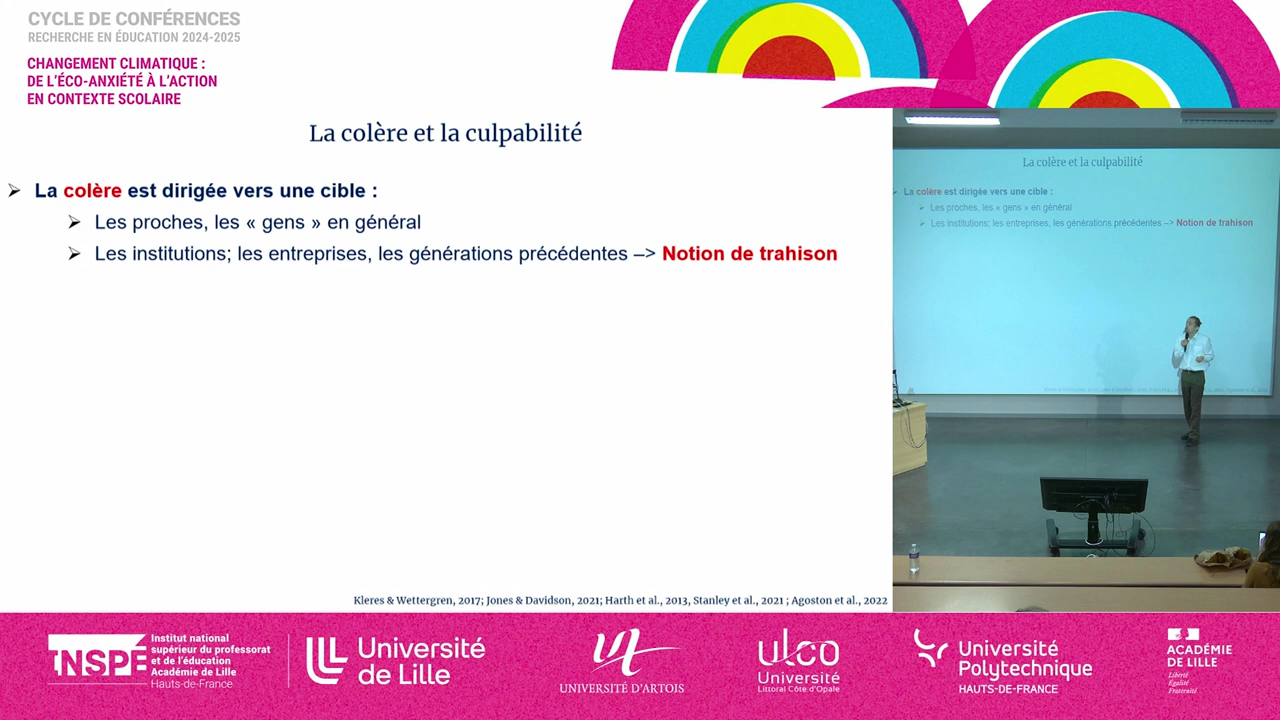 CYCLE DE CONFÉRENCES
RECHERCHE EN ÉDUCATION 2024-2025
CHANGEMENT CLIMATIQUE :
DE L'ÉCO-ANXIÉTÉ À L'ACTION
EN CONTEXTE SCOLAIRE
La colère et la culpabilité
La colère est dirigée vers une cible :
Les proches, les « gens » en général
Les institutions; les entreprises, les générations précédentes –> Notion de trahison
Kleres & Wettergren, 2017; Jones & Davidson, 2021; Harth et al., 2013, Stanley et al., 2021 ; Agoston et al., 2022
La colère et la culpabilité
La colère est dirigée vers une cible :
Les proches, les « gens » en général
Les institutions; les entreprises, les générations précédentes –> Notion de trahison
INSPÉ
Institut national
supérieur du professorat
et de l'éducation
Académie de Lille
Hauts-de-France
Université
de Lille
UNIVERSITÉ D'ARTOIS
ulco
Université
Littoral Côte d'Opale
Université
Polytechnique
HAUTS-DE-FRANCE
ACADÉMIE
DE LILLE
Liberté
Égalité
Fraternité